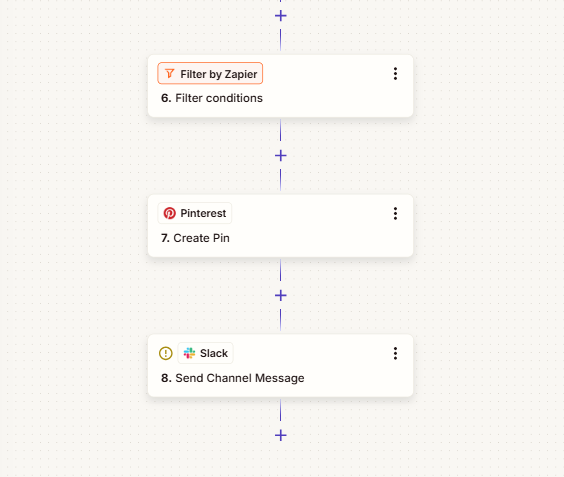 Filter by Zapier
6. Filter conditions
Pinterest
7. Create Pin
Slack
8. Send Channel Message